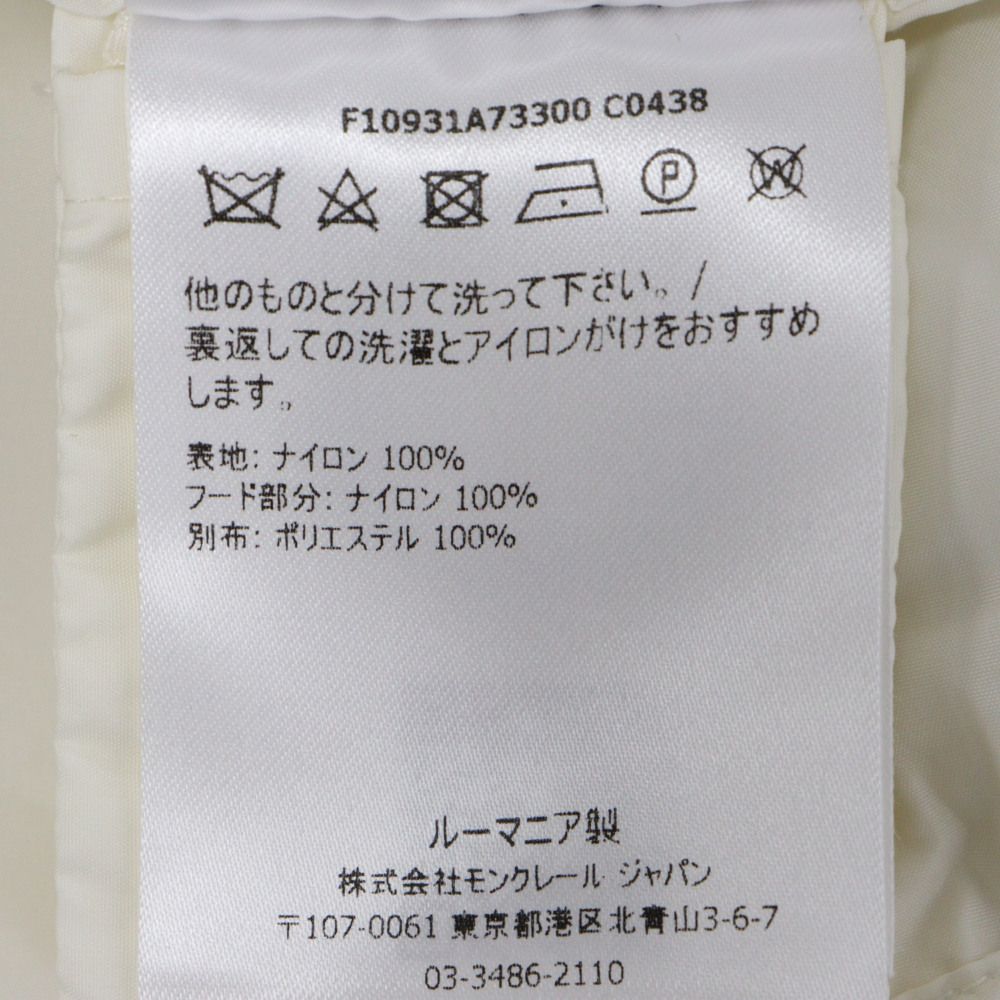 F10931A73300 C0438
P
W
他のものと分けて洗って下さい。/
裏返しての洗濯とアイロンがけをおすすめ
します。
表地: ナイロン 100%
フード部分: ナイロン 100%
別布: ポリエステル 100%
ルーマニア製
株式会社モンクレール ジャパン
〒107-0061 東京都港区北青山3-6-7
03-3486-2110